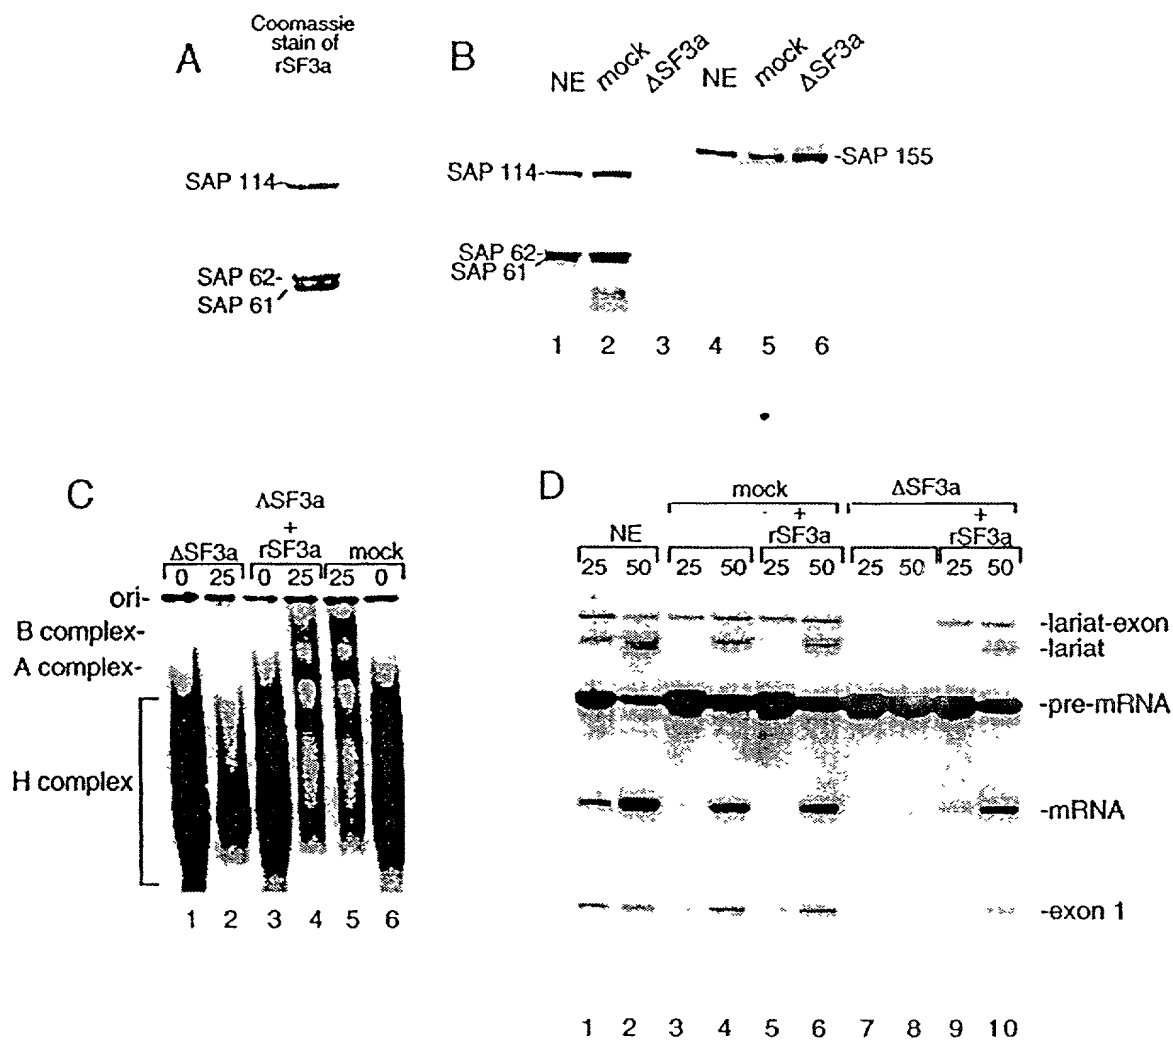 A
Coomassie
stain of
rSF3a
SAP 114-
SAP 62-
SAP 61
B
NE mock ΔSF3a NE mock ΔSF3a
-SAP 155
SAP 114-
SAP 62-
SAP 61
1 2 3 4 5 6
C
ΔSF3a
+
ΔSF3a rSF3a mock
0 25 0 25 25 0
ori-
B complex-
A complex-
H complex
1 2 3 4 5 6
D
mock ΔSF3a
+ +
NE rSF3a rSF3a
25 50 25 50 25 50 25 50 25 50
-lariat-exon
-lariat
-pre-mRNA
-mRNA
-exon 1
1 2 3 4 5 6 7 8 9 10